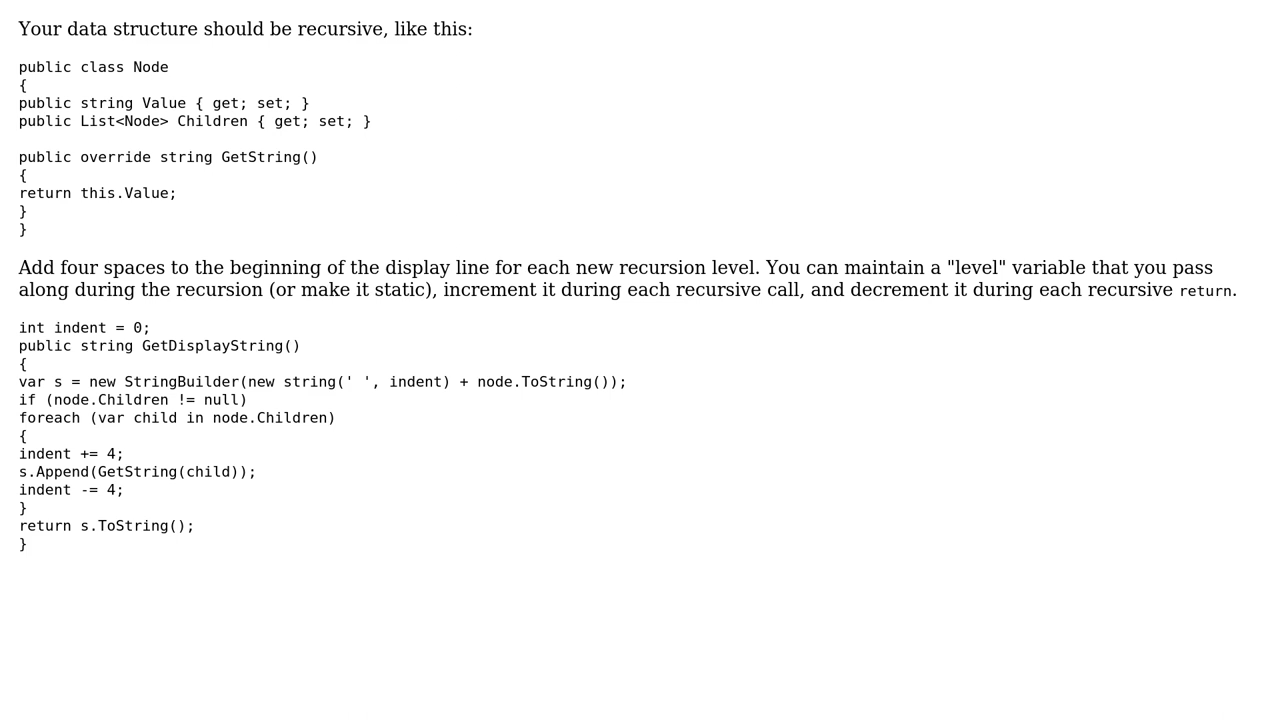 Your data structure should be recursive, like this:
public class Node
{
public string Value { get; set; }
public List<Node> Children { get; set; }
public override string GetString()
{
return this.Value;
}
}
Add four spaces to the beginning of the display line for each new recursion level. You can maintain a "level" variable that you pass
along during the recursion (or make it static), increment it during each recursive call, and decrement it during each recursive return.
int indent = 0;
public string GetDisplayString()
{
var s = new StringBuilder(new string(' ', indent) + node.ToString());
if (node.Children != null)
foreach (var child in node.Children)
{
indent += 4;
s.Append(GetString(child));
indent -= 4;
}
return s.ToString();
}